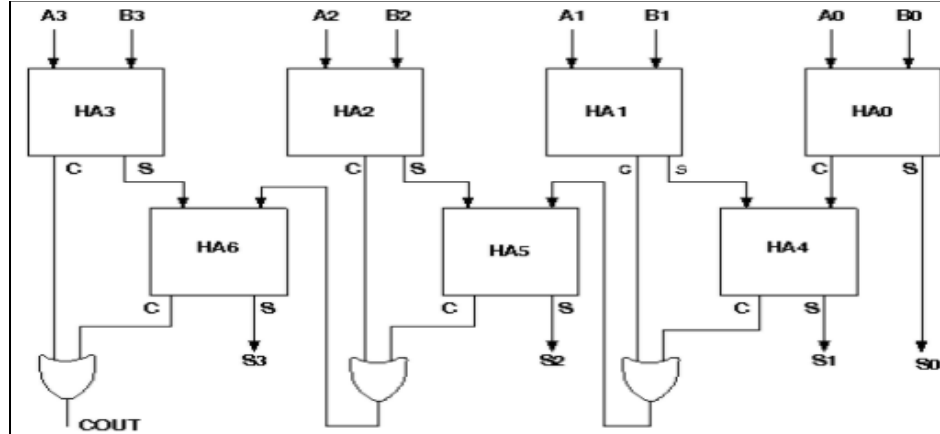 A3 B3 A2 B2 A1 B1 A0 B0
HA3 HA2 HA1 HA0
C S C S C S C S
HA6 HA5 HA4
C S C S C S
S3 S2 S1 S0
COUT